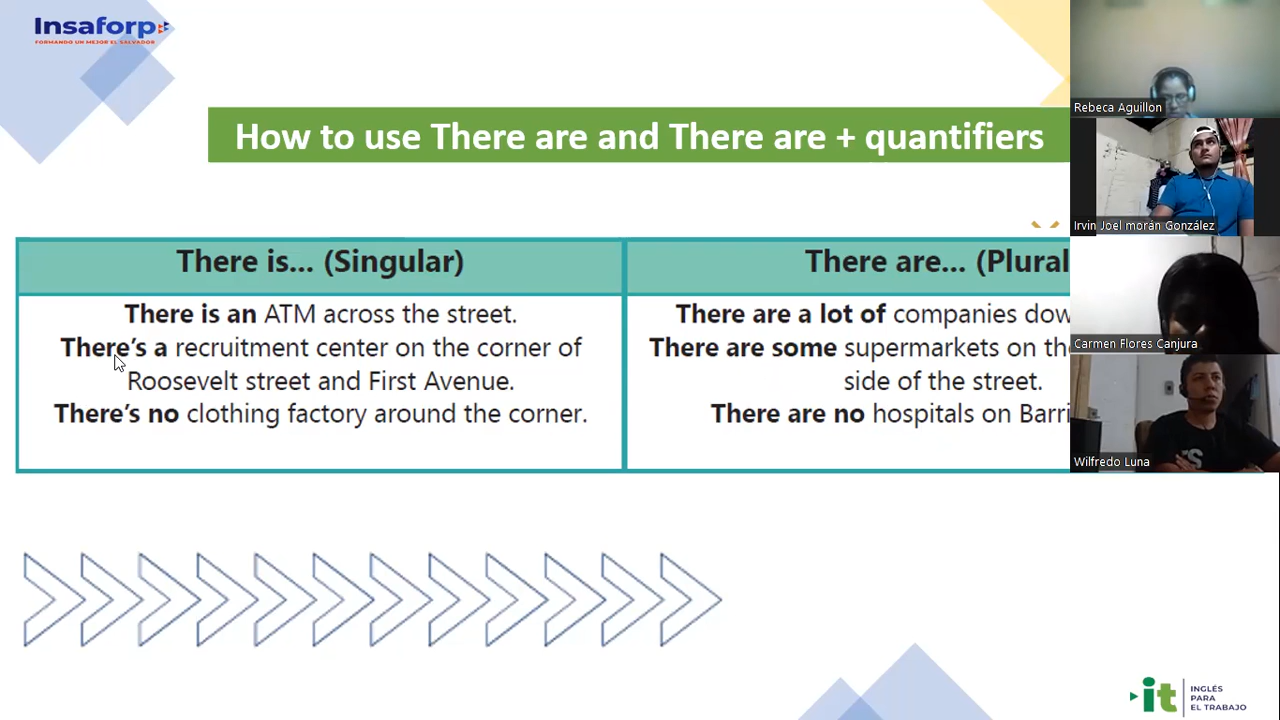 Insaforp
FORMANDO UN MEJOR EL SALVADOR
How to use There are and There are + quantifiers
There is... (Singular)
There are... (Plural
There is an ATM across the street.
There's a recruitment center on the corner of
Roosevelt street and First Avenue.
There's no clothing factory around the corner.
There are a lot of companies dow
There are some supermarkets on th
side of the street.
There are no hospitals on Barri
Rebeca Aguillon
Irvin Joel morán González
Carmen Flores Canjura
Wilfredo Luna
it
INGLÉS
PARA
EL TRABAJO